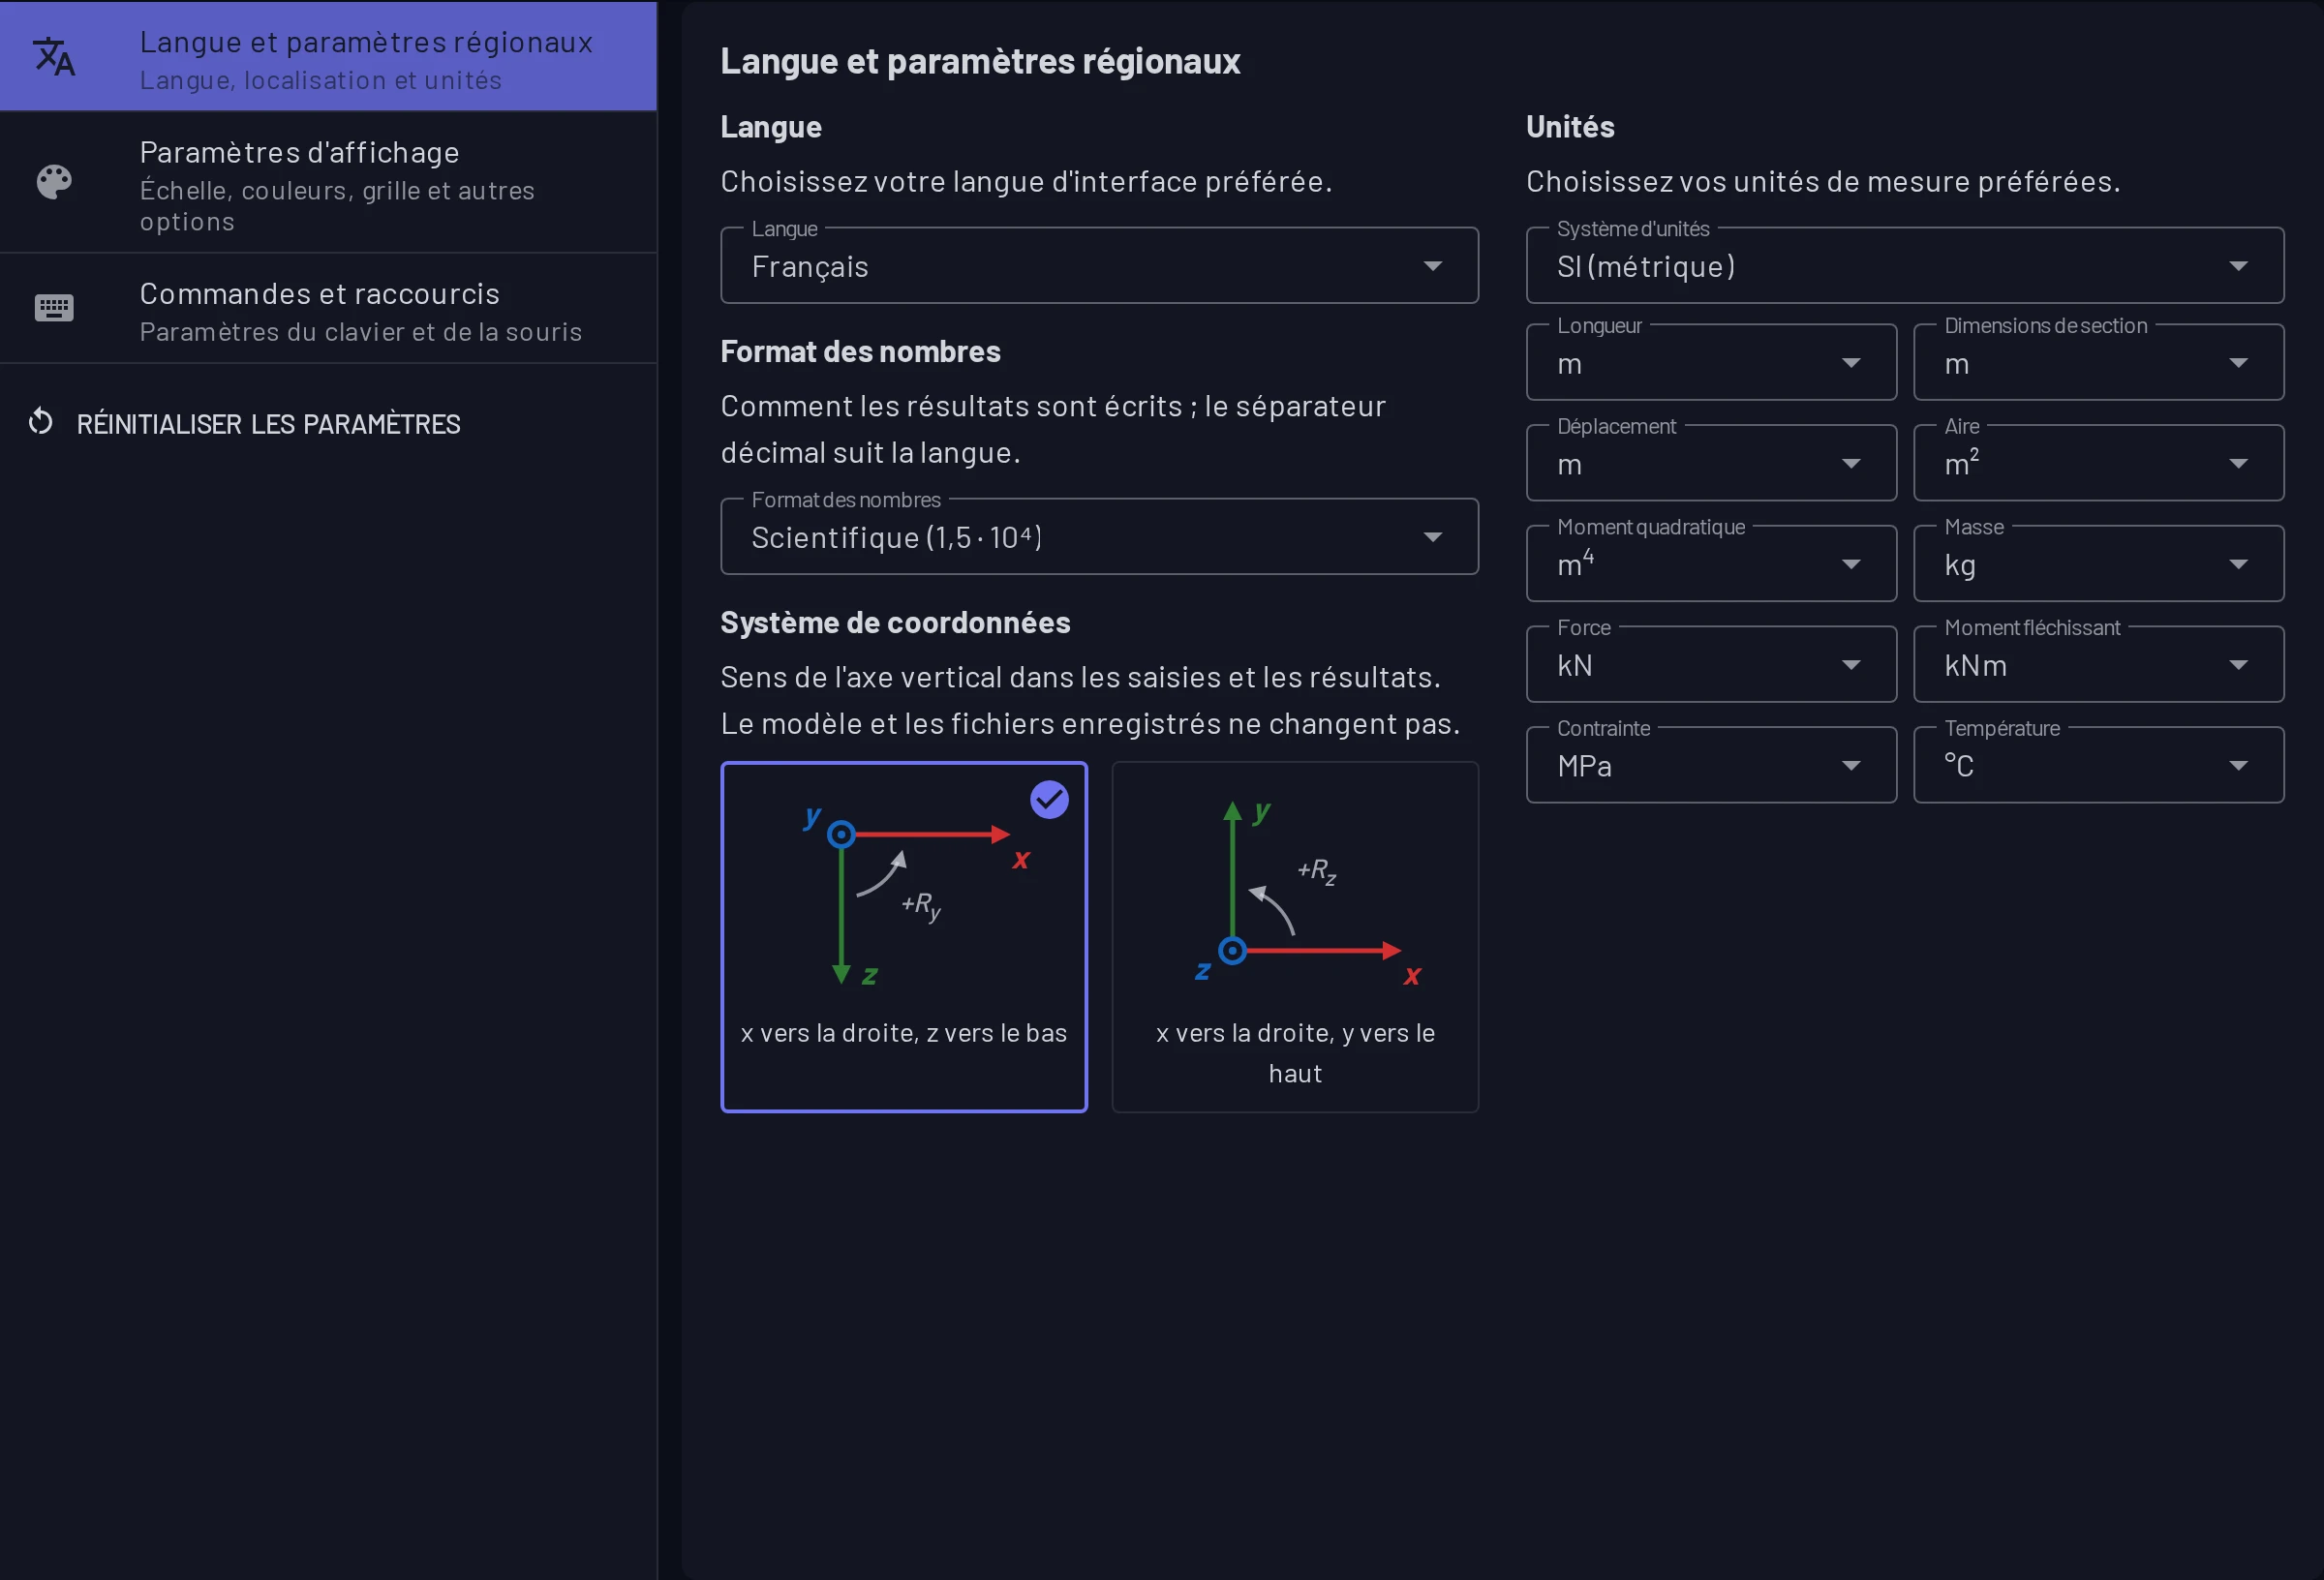 Langue et paramètres régionaux
Langue, localisation et unités
Paramètres d'affichage
Échelle, couleurs, grille et autres
options
Commandes et raccourcis
Paramètres du clavier et de la souris
RÉINITIALISER LES PARAMÈTRES
Langue et paramètres régionaux
Langue
Choisissez votre langue d'interface préférée.
Langue
Français
Format des nombres
Comment les résultats sont écrits ; le séparateur
décimal suit la langue.
Format des nombres
Scientifique (1,5 · 10⁴)
Système de coordonnées
Sens de l'axe vertical dans les saisies et les résultats.
Le modèle et les fichiers enregistrés ne changent pas.
y
x
+Ry
z
x vers la droite, z vers le bas
y
+Rz
z
x
x vers la droite, y vers le
haut
Unités
Choisissez vos unités de mesure préférées.
Système d'unités
SI (métrique)
Longueur
m
Dimensions de section
m
Déplacement
m
Aire
m²
Moment quadratique
m⁴
Masse
kg
Force
kN
Moment fléchissant
kNm
Contrainte
MPa
Température
°C